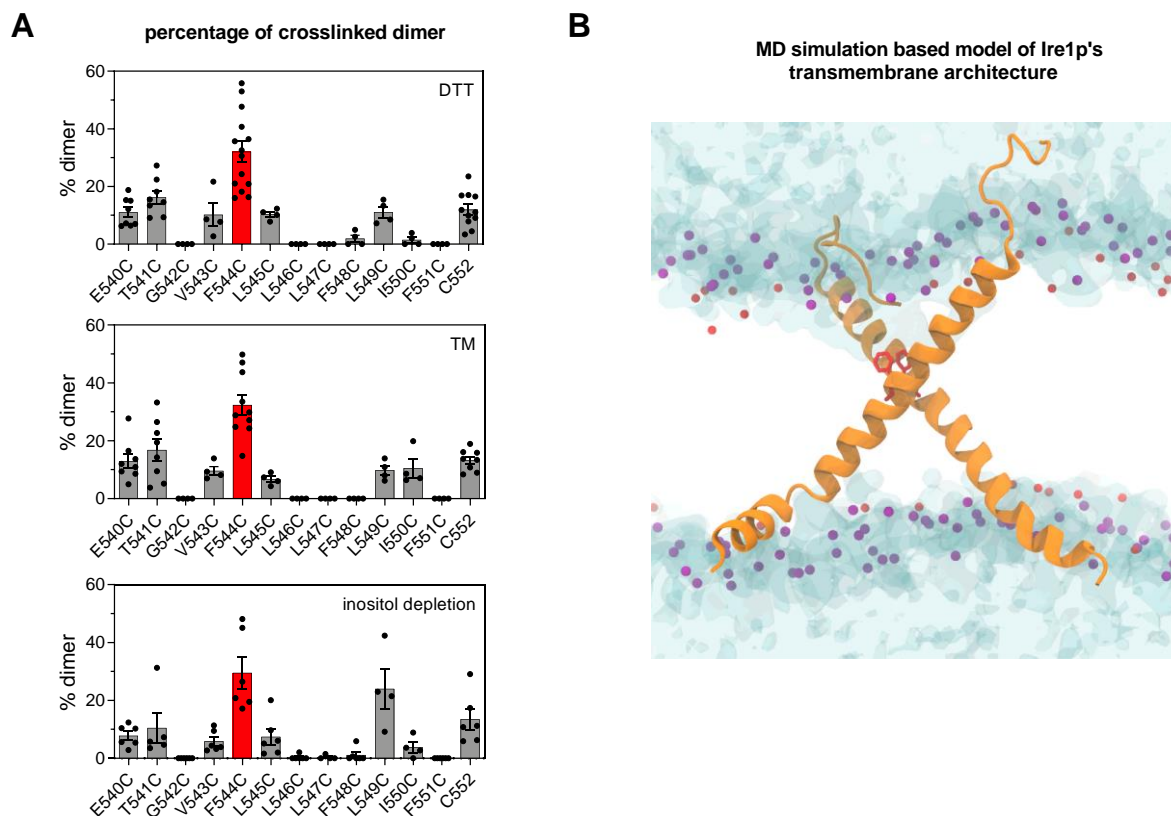 A
percentage of crosslinked dimer
DTT
% dimer
60
40
20
0
E540C
T541C
G542C
V543C
F544C
L545C
L546C
L547C
F548C
L549C
I550C
F551C
C552
TM
% dimer
60
40
20
0
E540C
T541C
G542C
V543C
F544C
L545C
L546C
L547C
F548C
L549C
I550C
F551C
C552
inositol depletion
% dimer
60
40
20
0
E540C
T541C
G542C
V543C
F544C
L545C
L546C
L547C
F548C
L549C
I550C
F551C
C552
B
MD simulation based model of Ire1p's
transmembrane architecture